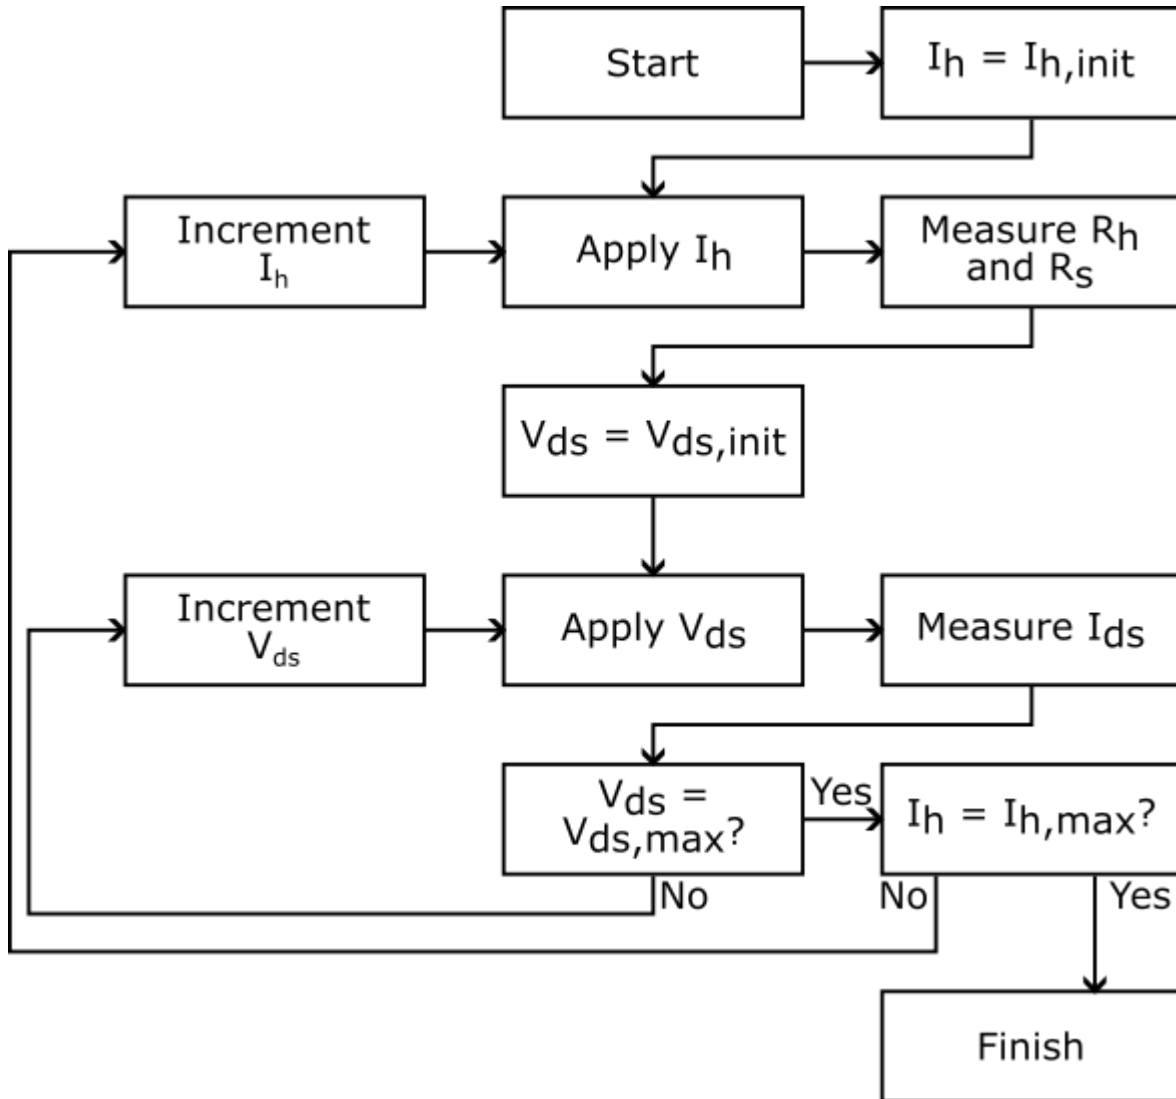 Start
Ih = Ih,init
Increment
Ih
Apply Ih
Measure Rh
and Rs
Vds = Vds,init
Increment
Vds
Apply Vds
Measure Ids
Vds =
Vds,max?
Yes
Ih = Ih,max?
No
No
Yes
Finish